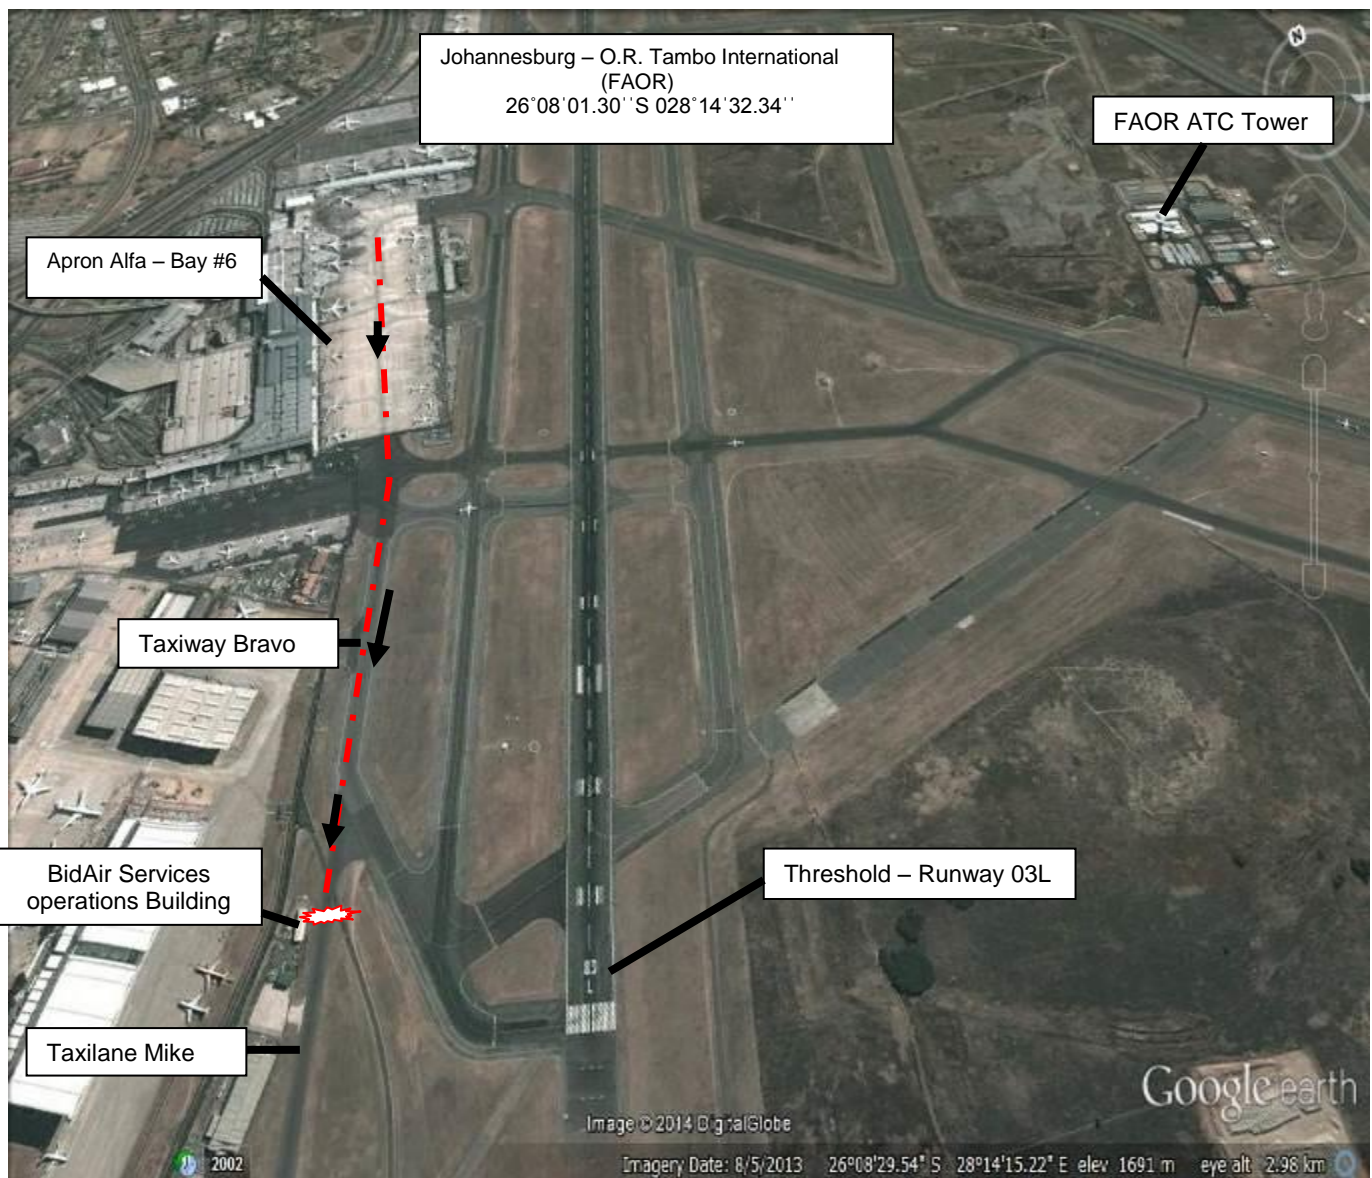 Johannesburg – O.R. Tambo International
(FAOR)
26°08'01.30''S 028°14'32.34''
FAOR ATC Tower
N
Apron Alfa – Bay #6
Taxiway Bravo
BidAir Services
operations Building
Threshold – Runway 03L
03
L
Taxilane Mike
Google earth
Image © 2014 DigitalGlobe
2002
Imagery Date: 8/5/2013 26°08'29.54" S 28°14'15.22" E elev 1691 m eye alt 2.98 km